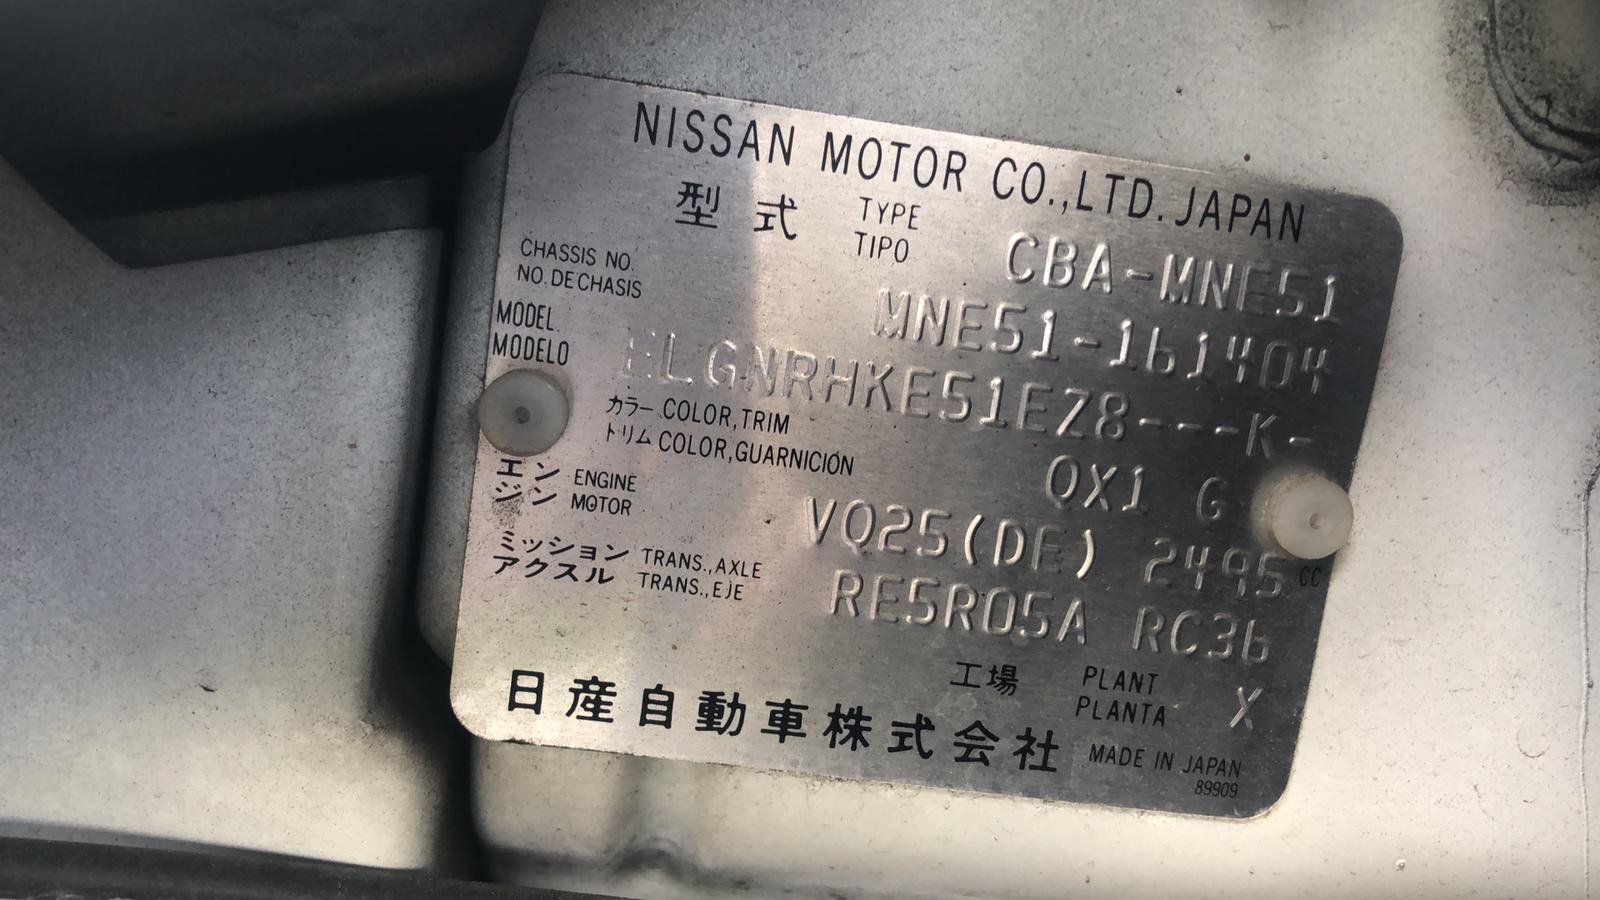 NISSAN MOTOR CO.,LTD. JAPAN
型式 TYPE TIPO CBA-MNE51
CHASSIS NO. NO. DE CHASIS MNE51-161404
MODEL MODELO ELGNRHKE51EZ8---K-
カラー COLOR,TRIM
トリム COLOR,GUARNICIÓN QX1 G
エンジン ENGINE MOTOR VQ25(DE) 2495 CC
ミッション TRANS.,AXLE
アクスル TRANS.,EJE RE5R05A RC36
工場 PLANT PLANTA X
日産自動車株式会社 MADE IN JAPAN
89909